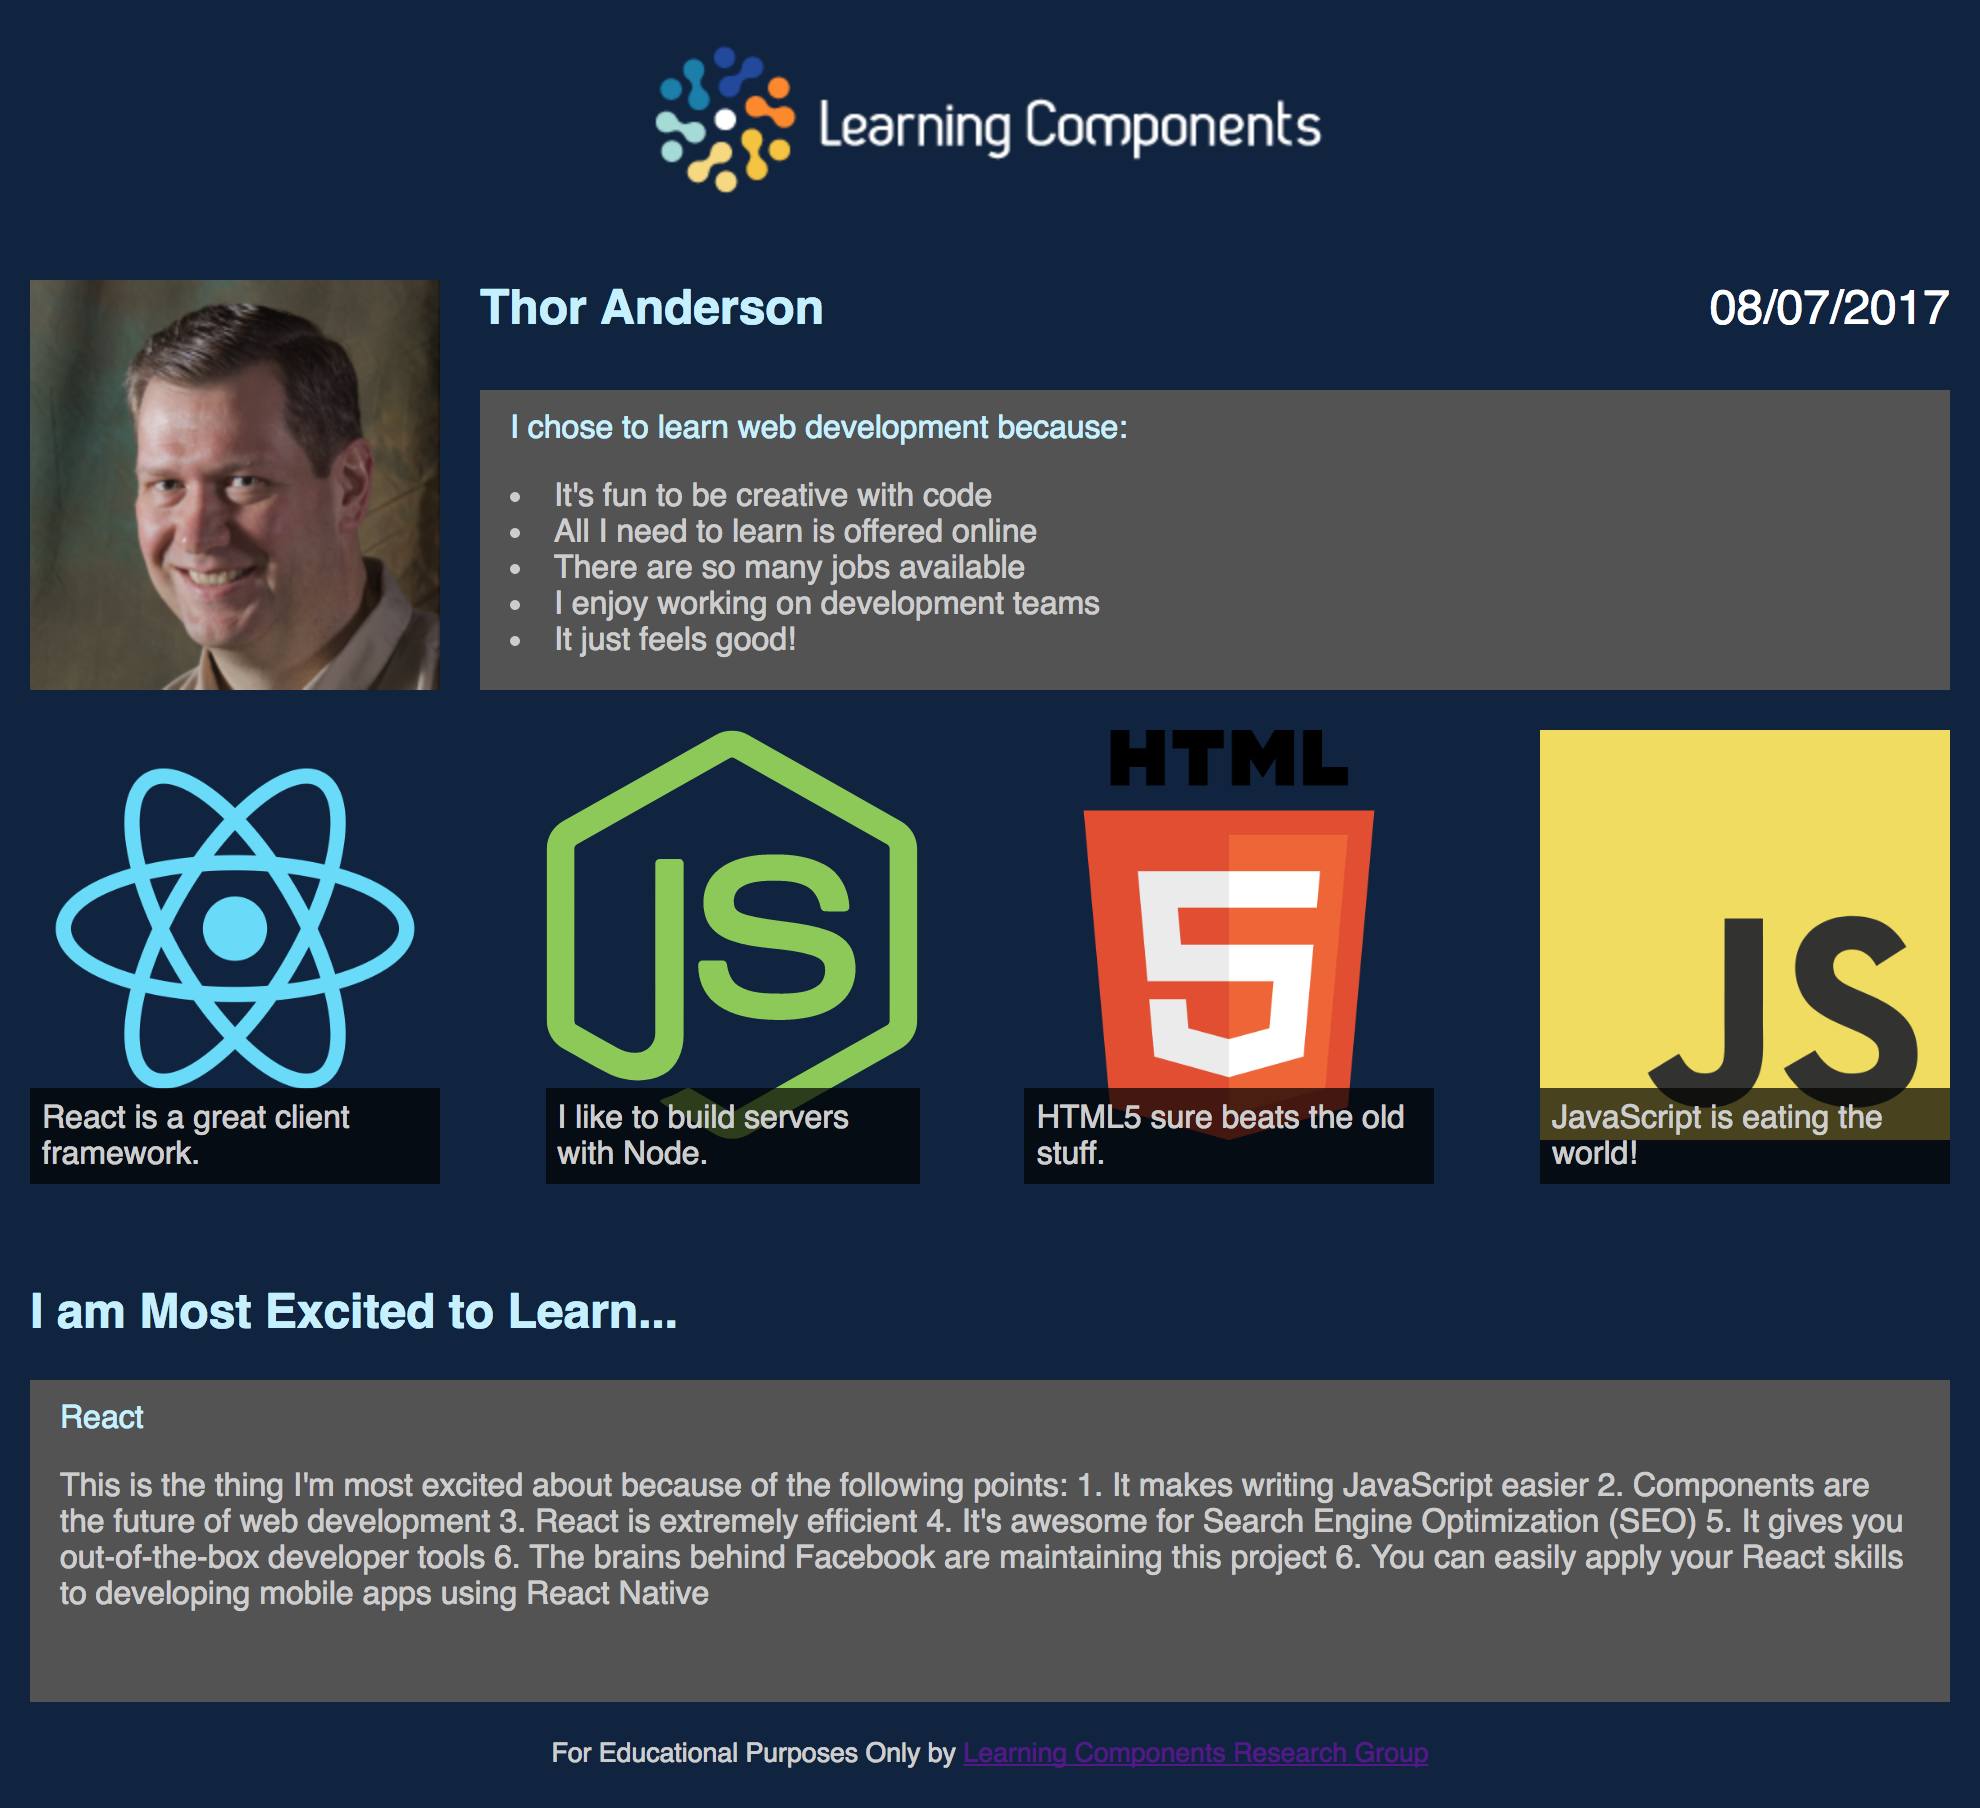 Learning Components
Thor Anderson
08/07/2017
I chose to learn web development because:
• It's fun to be creative with code
• All I need to learn is offered online
• There are so many jobs available
• I enjoy working on development teams
• It just feels good!
JS
HTML
5
JS
React is a great client
framework.
I like to build servers
with Node.
HTML5 sure beats the old
stuff.
JavaScript is eating the
world!
I am Most Excited to Learn...
React
This is the thing I'm most excited about because of the following points: 1. It makes writing JavaScript easier 2. Components are
the future of web development 3. React is extremely efficient 4. It's awesome for Search Engine Optimization (SEO) 5. It gives you
out-of-the-box developer tools 6. The brains behind Facebook are maintaining this project 6. You can easily apply your React skills
to developing mobile apps using React Native
For Educational Purposes Only by Learning Components Research Group